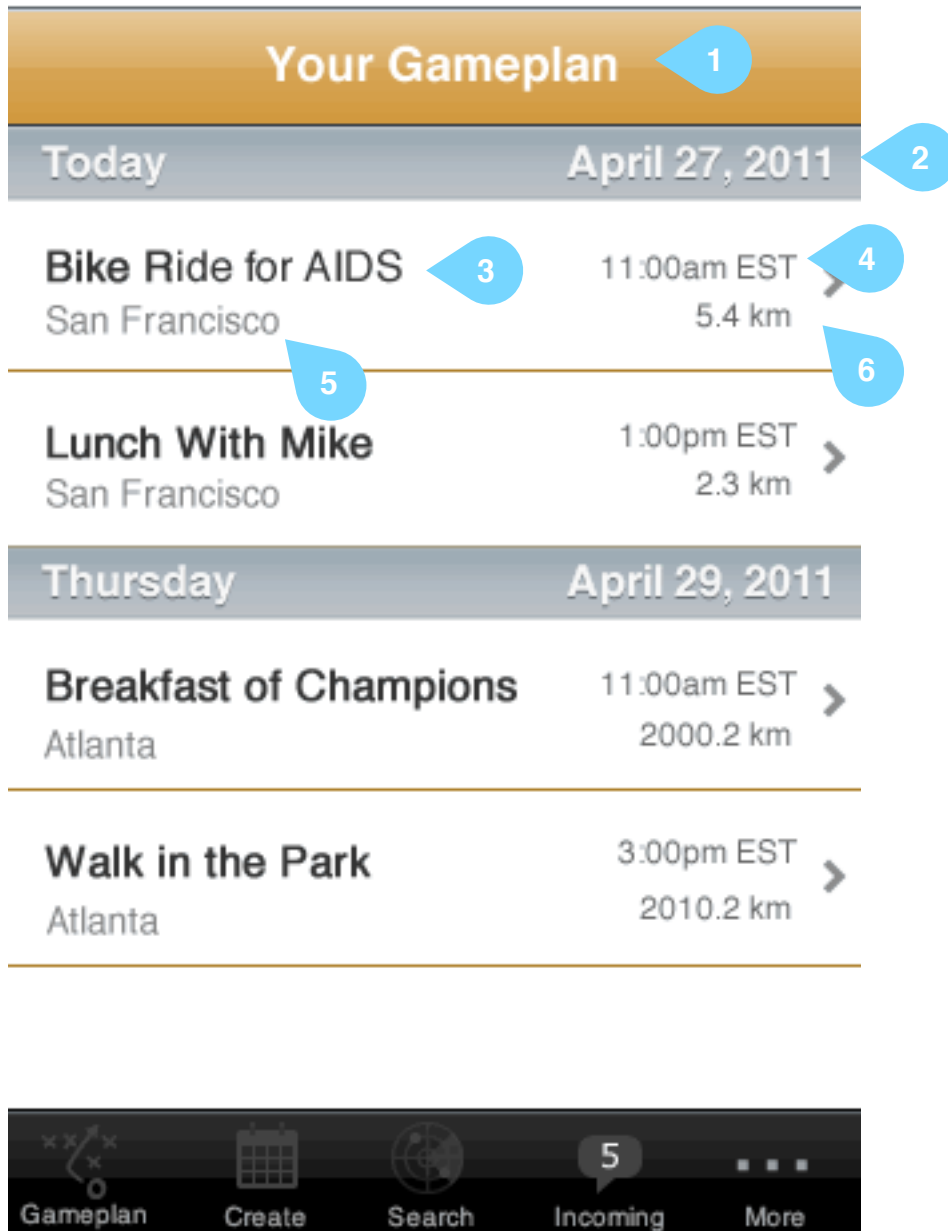 Your Gameplan 1
Today April 27, 2011 2
Bike Ride for AIDS 3 11:00am EST 4
San Francisco 5.4 km
5 6
Lunch With Mike 1:00pm EST
San Francisco 2.3 km
Thursday April 29, 2011
Breakfast of Champions 11:00am EST
Atlanta 2000.2 km
Walk in the Park 3:00pm EST
Atlanta 2010.2 km
5
Gameplan Create Search Incoming More